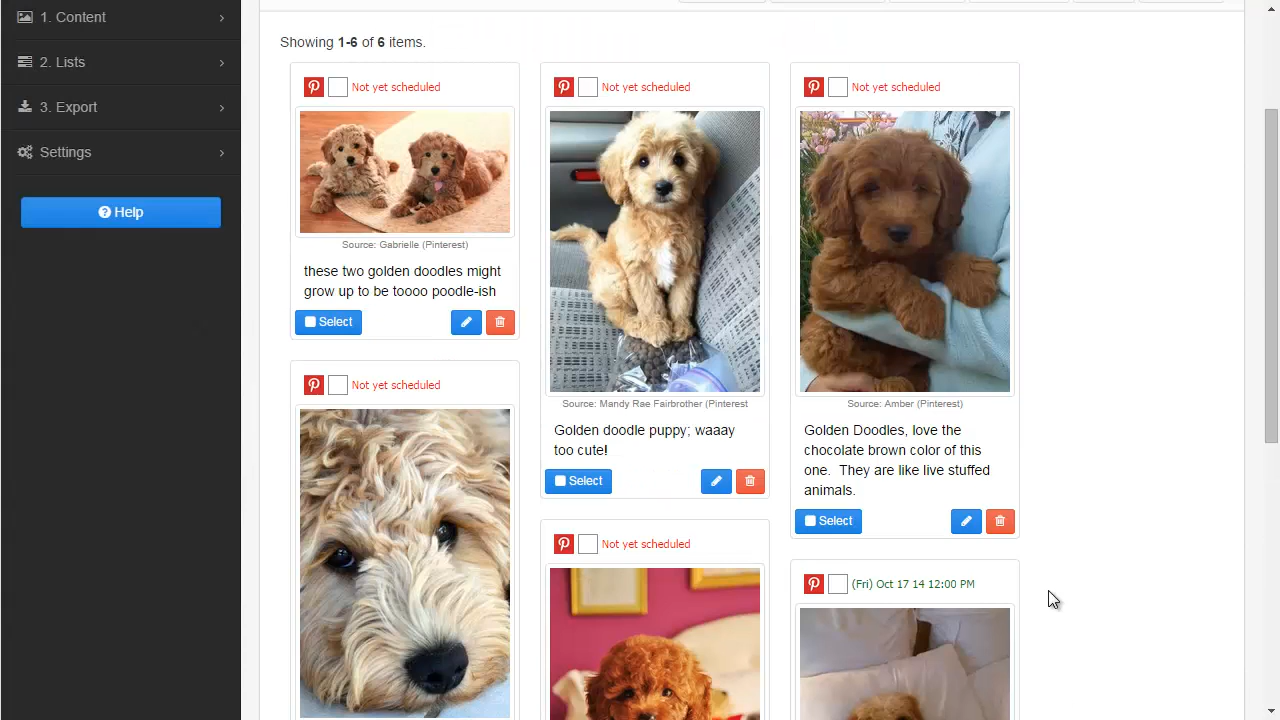 1. Content
2. Lists
3. Export
Settings
Help
Showing 1-6 of 6 items.
Not yet scheduled
Source: Gabrielle (Pinterest)
these two golden doodles might
grow up to be toooo poodle-ish
Select
Not yet scheduled
Not yet scheduled
Source: Mandy Rae Fairbrother (Pinterest
Golden doodle puppy; waaay
too cute!
Select
Not yet scheduled
Not yet scheduled
Source: Amber (Pinterest)
Golden Doodles, love the
chocolate brown color of this
one.  They are like live stuffed
animals.
Select
(Fri) Oct 17 14 12:00 PM